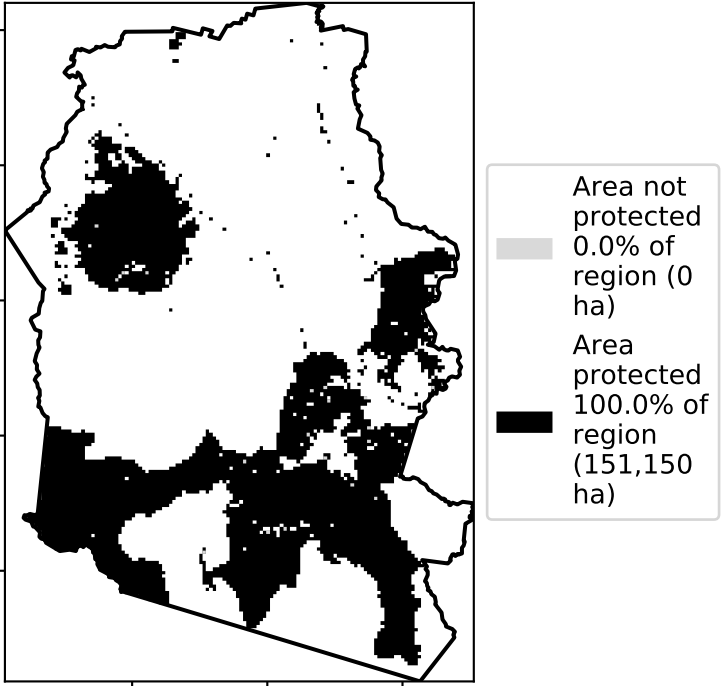 Area not
protected
0.0% of
region (0
ha)
Area
protected
100.0% of
region
(151,150
ha)